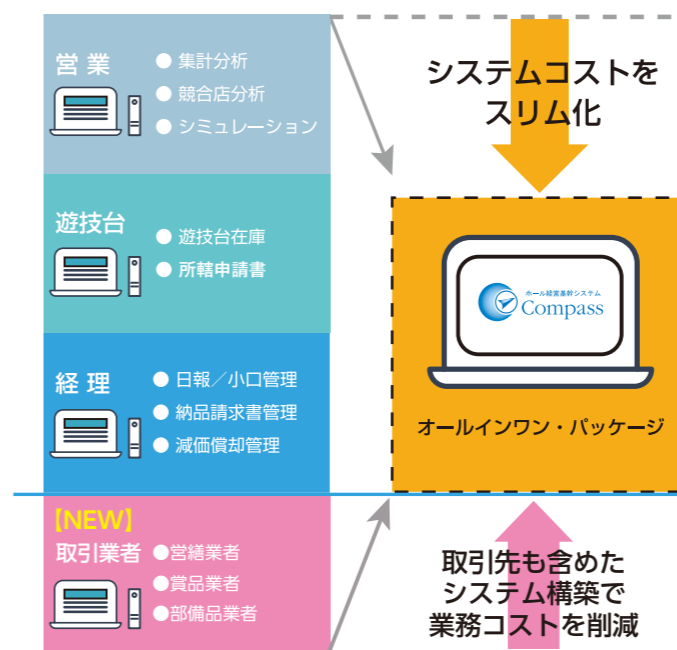 営業
● 集計分析
● 競合店分析
● シミュレーション
遊技台
● 遊技台在庫
● 所轄申請書
経理
● 日報／小口管理
● 納品請求書管理
● 減価償却管理
【NEW】
取引業者
●営繕業者
●賞品業者
●部備品業者
システムコストを
スリム化
ホール経営基幹システム
Compass
オールインワン・パッケージ
取引先も含めた
システム構築で
業務コストを削減